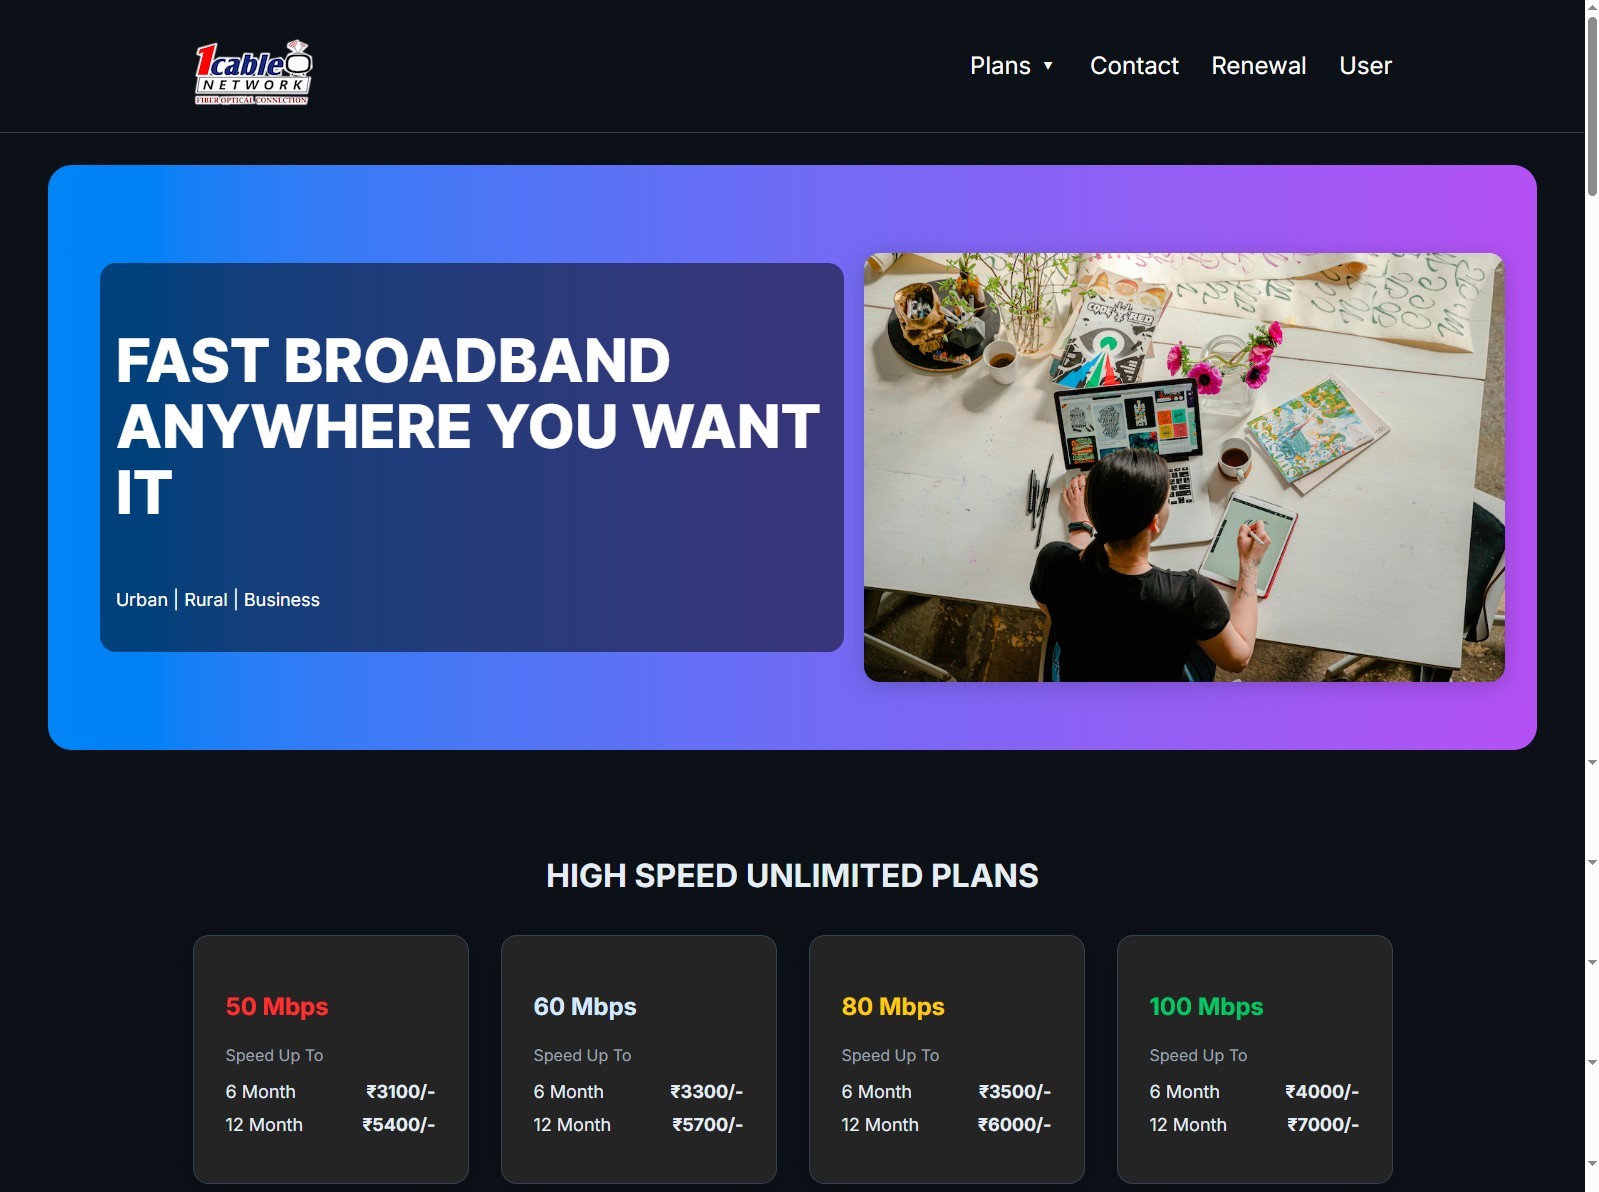 1cable
NETWORK
FIBER OPTICAL CONNECTION
Plans ▼
Contact
Renewal
User
FAST BROADBAND
ANYWHERE YOU WANT
IT
Urban | Rural | Business
CODE RED
HIGH SPEED UNLIMITED PLANS
50 Mbps
Speed Up To
6 Month ₹3100/-
12 Month ₹5400/-
60 Mbps
Speed Up To
6 Month ₹3300/-
12 Month ₹5700/-
80 Mbps
Speed Up To
6 Month ₹3500/-
12 Month ₹6000/-
100 Mbps
Speed Up To
6 Month ₹4000/-
12 Month ₹7000/-